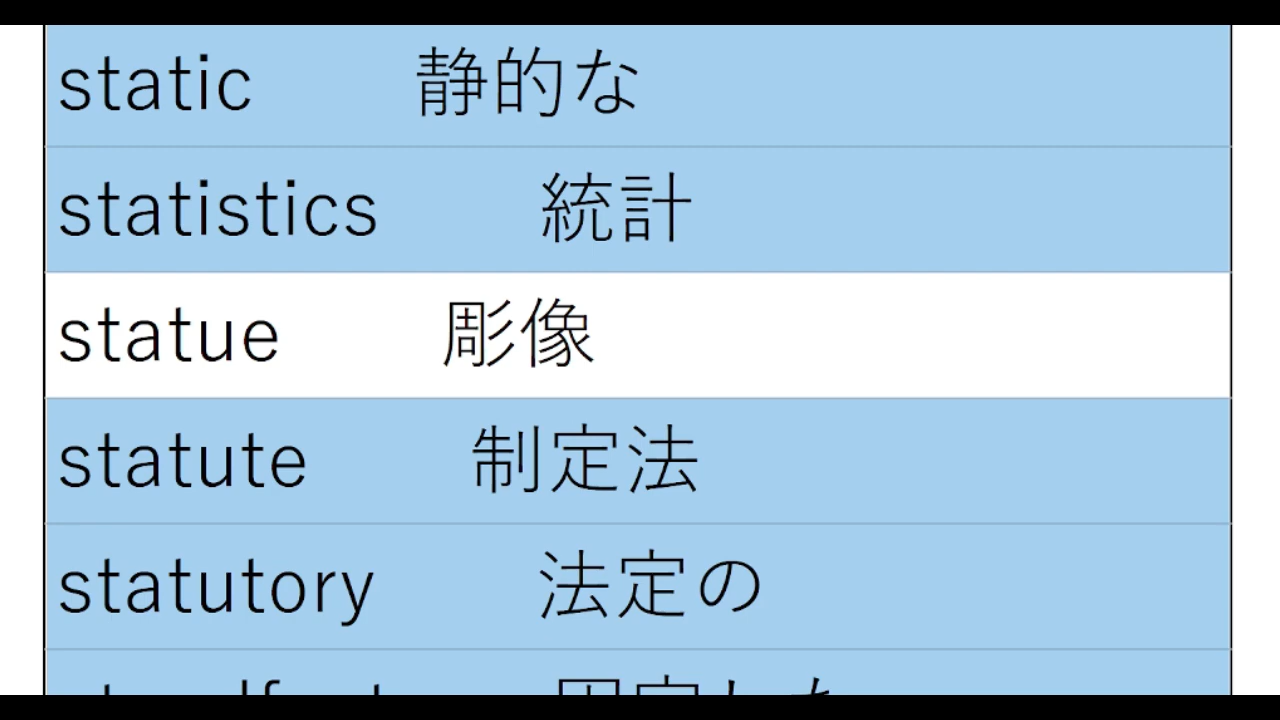 static 静的な
statistics 統計
statue 彫像
statute 制定法
statutory 法定の